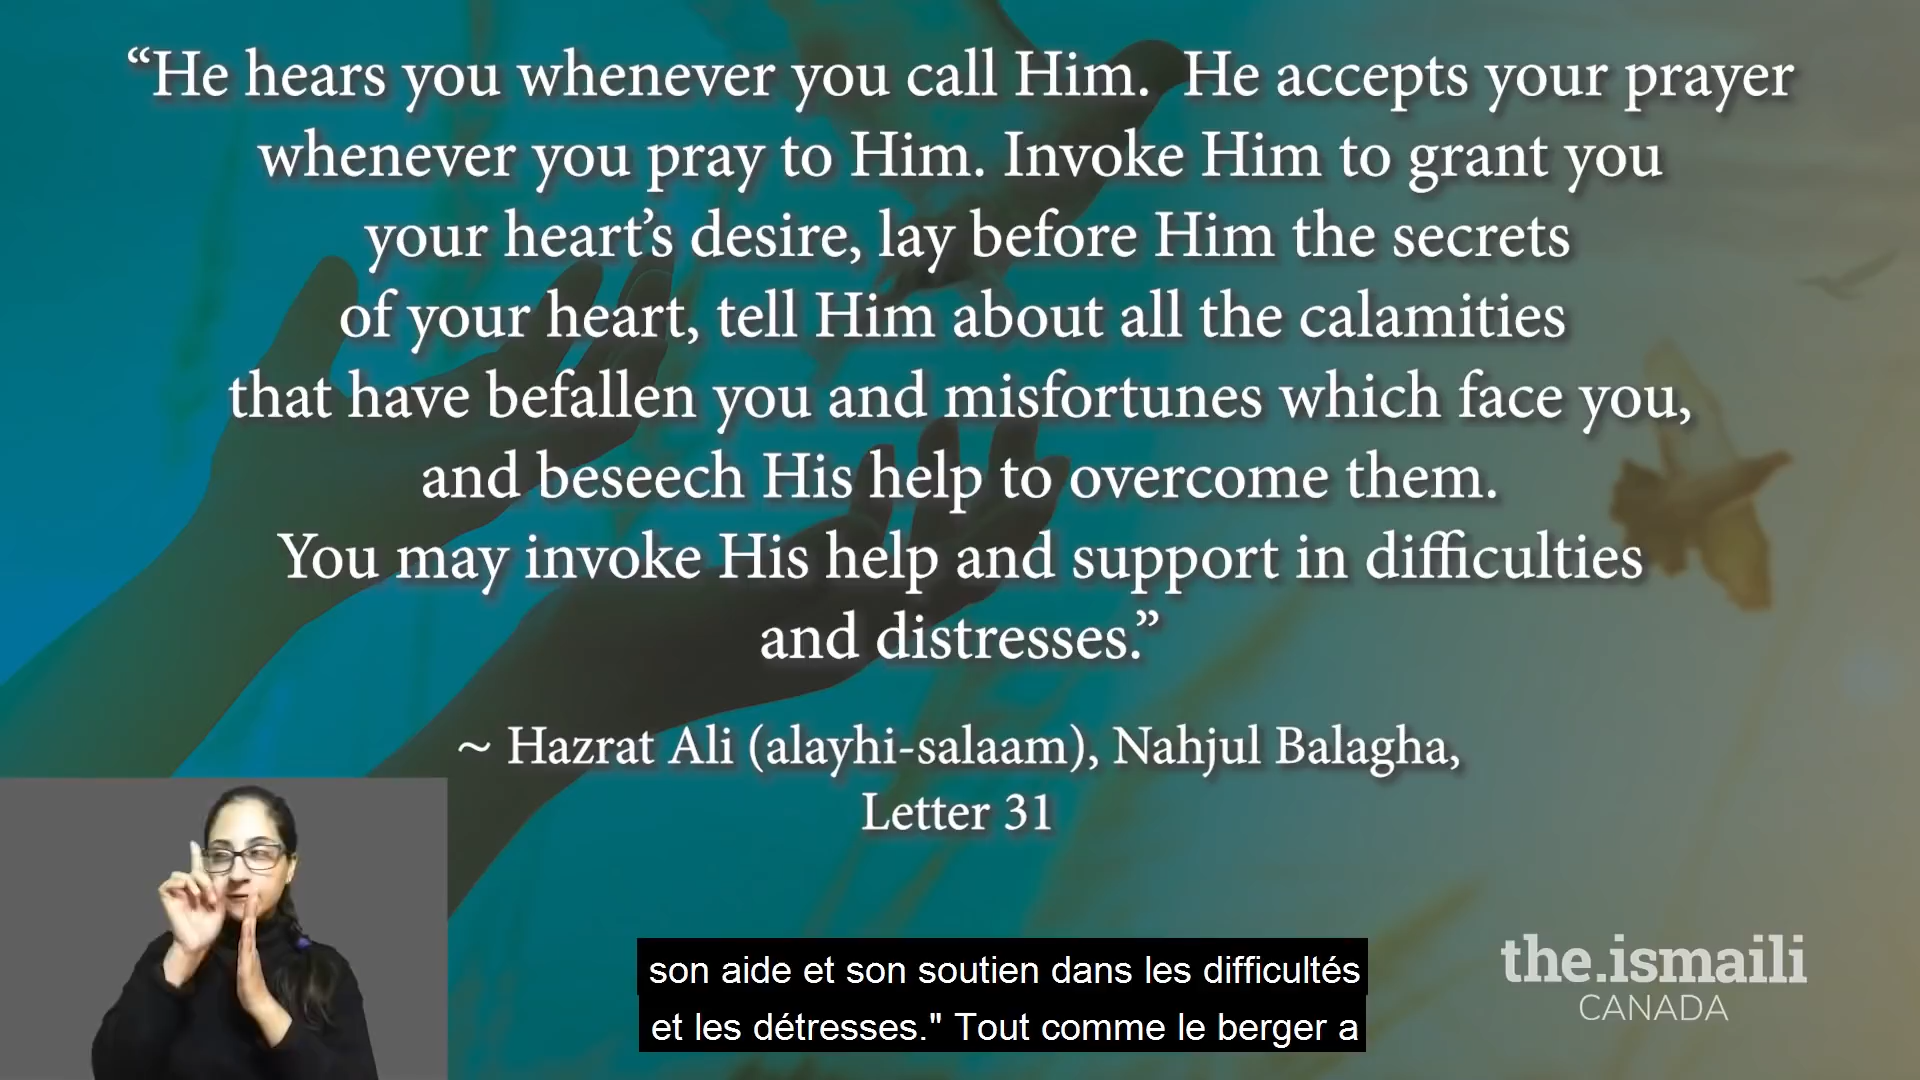 “He hears you whenever you call Him.  He accepts your prayer
whenever you pray to Him. Invoke Him to grant you
your heart’s desire, lay before Him the secrets
of your heart, tell Him about all the calamities
that have befallen you and misfortunes which face you,
and beseech His help to overcome them.
You may invoke His help and support in difficulties
and distresses.”
~ Hazrat Ali (alayhi-salaam), Nahjul Balagha,
Letter 31
son aide et son soutien dans les difficultés
et les détresses." Tout comme le berger a
the.ismaili
CANADA